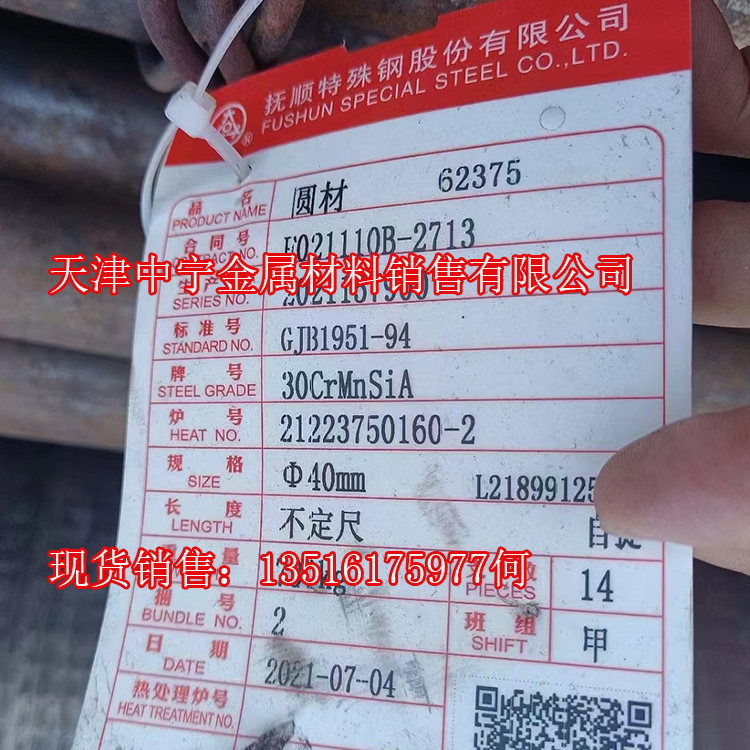 抚顺特殊钢股份有限公司
FUSHUN SPECIAL STEEL CO.,LTD.
品 名 圆材 62375
PRODUCT NAME
合同号 021110B-2713
天津中宁金属材料销售有限公司
SERIES NO.
标准号 GJB1951-94
STANDARD NO.
牌 号 30CrMnSiA
STEEL GRADE
炉 号 21223750160-2
HEAT NO.
规 格 Φ40mm L21899125
SIZE
长 度 不定尺
LENGTH
现货销售：13516175977何
PIECES 14
捆 号 2
BUNDLE NO.
班 组 甲
SHIFT
日 期 2021-07-04
DATE
热处理炉号
HEAT TREATMENT NO.